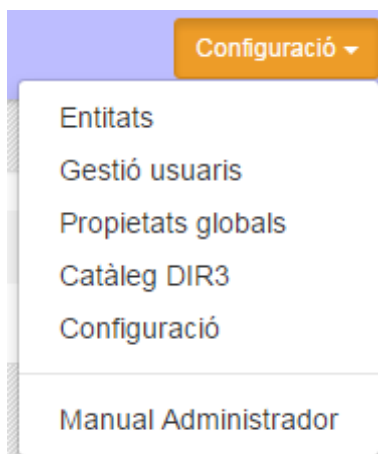 Configuració
Entitats
Gestió usuaris
Propietats globals
Catàleg DIR3
Configuració
Manual Administrador